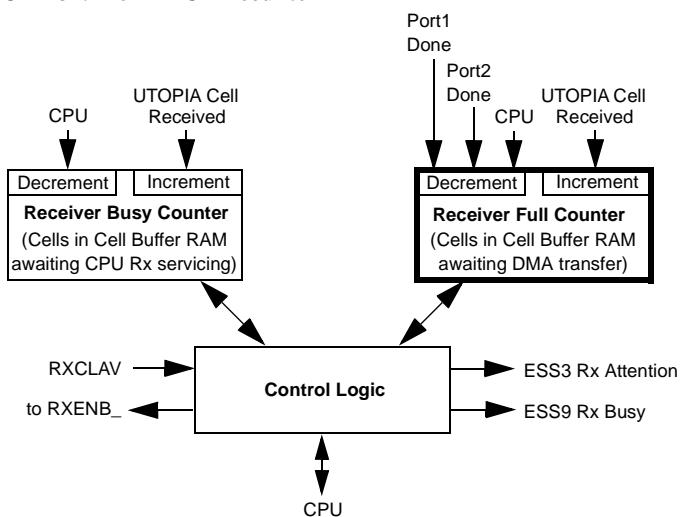 Port1
Done
Port2
Done
CPU
UTOPIA Cell
Received
CPU
UTOPIA Cell
Received
Decrement
Increment
Receiver Busy Counter
(Cells in Cell Buffer RAM
awaiting CPU Rx servicing)
Decrement
Increment
Receiver Full Counter
(Cells in Cell Buffer RAM
awaiting DMA transfer)
RXCLAV
to RXENB_
Control Logic
ESS3 Rx Attention
ESS9 Rx Busy
CPU